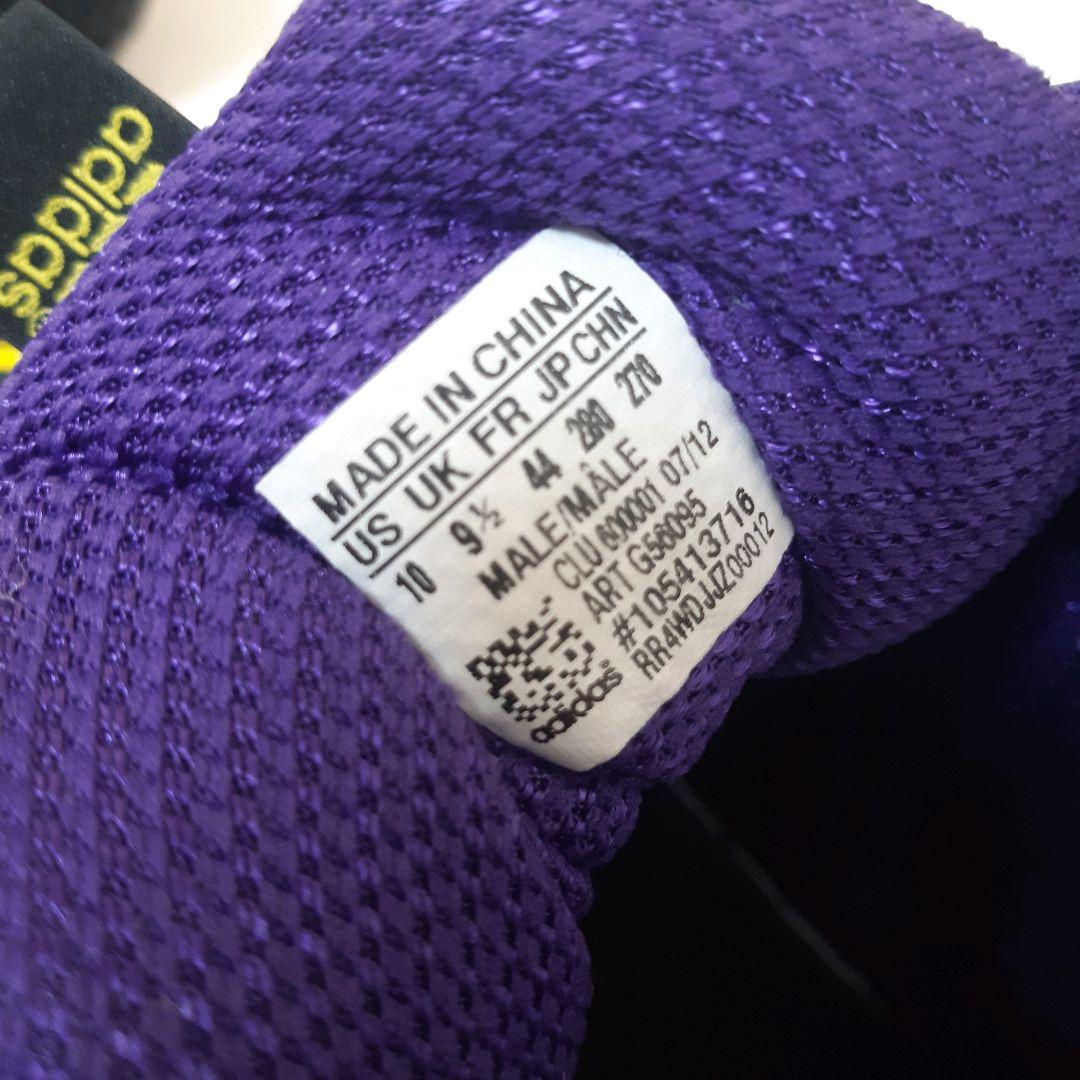 adidas
MADE IN CHINA
US UK FR JP CHN
10 9½ 44 280 270
MALE/MÂLE
CLU 600001 07/12
ART G56095
#105413716
RR4WDJJZ00012
adidas®